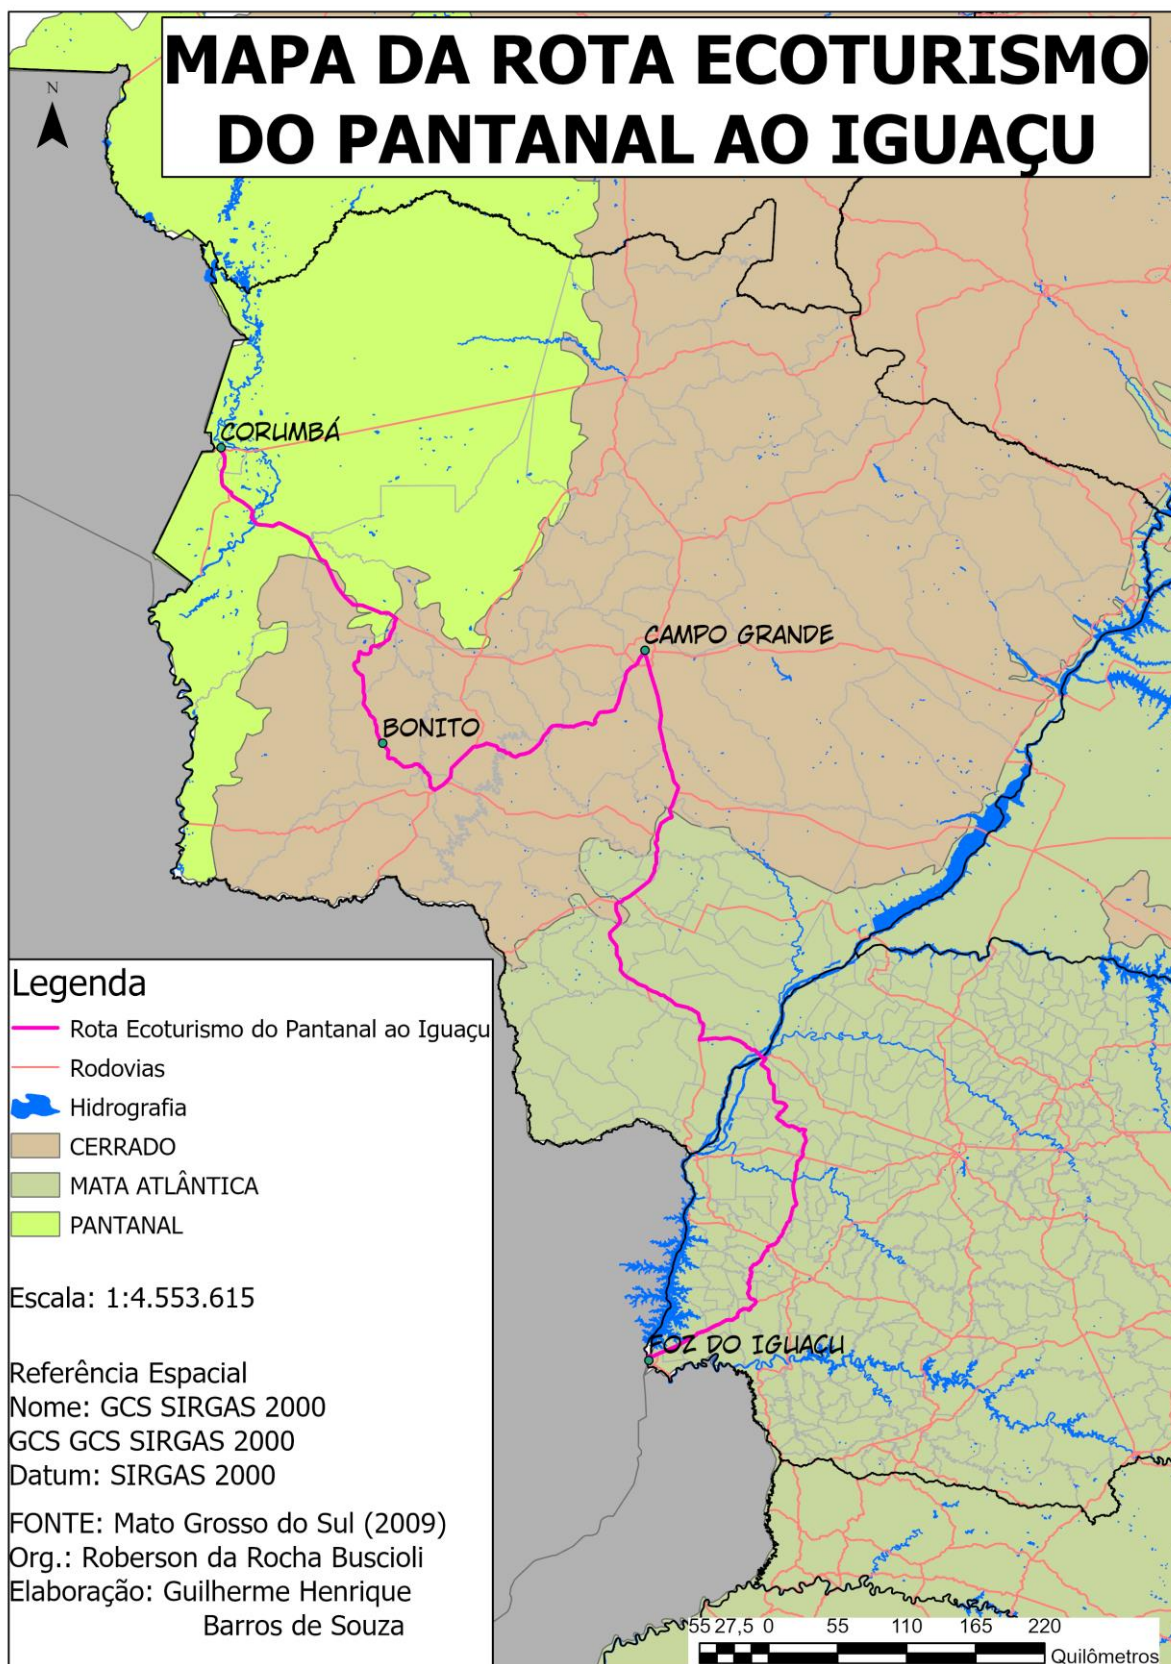 MAPA DA ROTA ECOTURISMO
DO PANTANAL AO IGUAÇU
N
CORUMBÁ
CAMPO GRANDE
BONITO
FOZ DO IGUAÇU
Legenda
Rota Ecoturismo do Pantanal ao Iguaçu
Rodovias
Hidrografia
CERRADO
MATA ATLÂNTICA
PANTANAL
Escala: 1:4.553.615
Referência Espacial
Nome: GCS SIRGAS 2000
GCS GCS SIRGAS 2000
Datum: SIRGAS 2000
FONTE: Mato Grosso do Sul (2009)
Org.: Roberson da Rocha Buscioli
Elaboração: Guilherme Henrique
Barros de Souza
55 27,5 0 55 110 165 220
Quilômetros